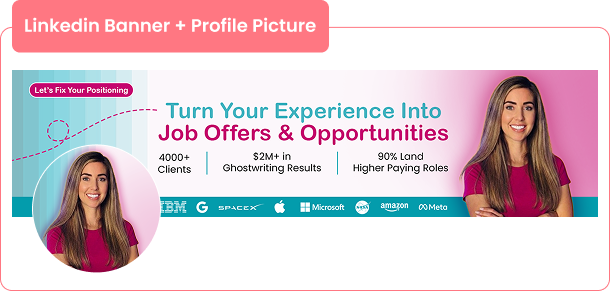 Linkedin Banner + Profile Picture
Let's Fix Your Positioning
Turn Your Experience Into
Job Offers & Opportunities
4000+
Clients
$2M+ in
Ghostwriting Results
90% Land
Higher Paying Roles
IBM
G
SPACEX
Microsoft
NASA
amazon
Meta